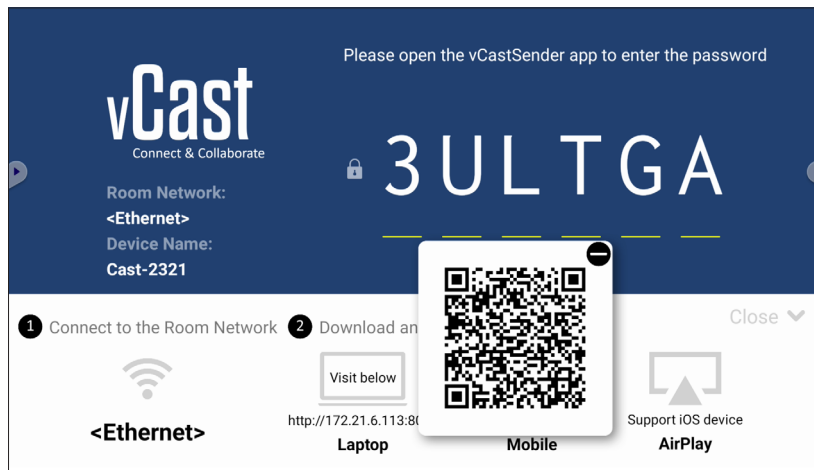 Please open the vCastSender app to enter the password
vCast
Connect & Collaborate
3ULTGA
Room Network:
<Ethernet>
Device Name:
Cast-2321
Close
1 Connect to the Room Network
2 Download an
Visit below
http://172.21.6.113:80
Support iOS device
<Ethernet>
Laptop
Mobile
AirPlay